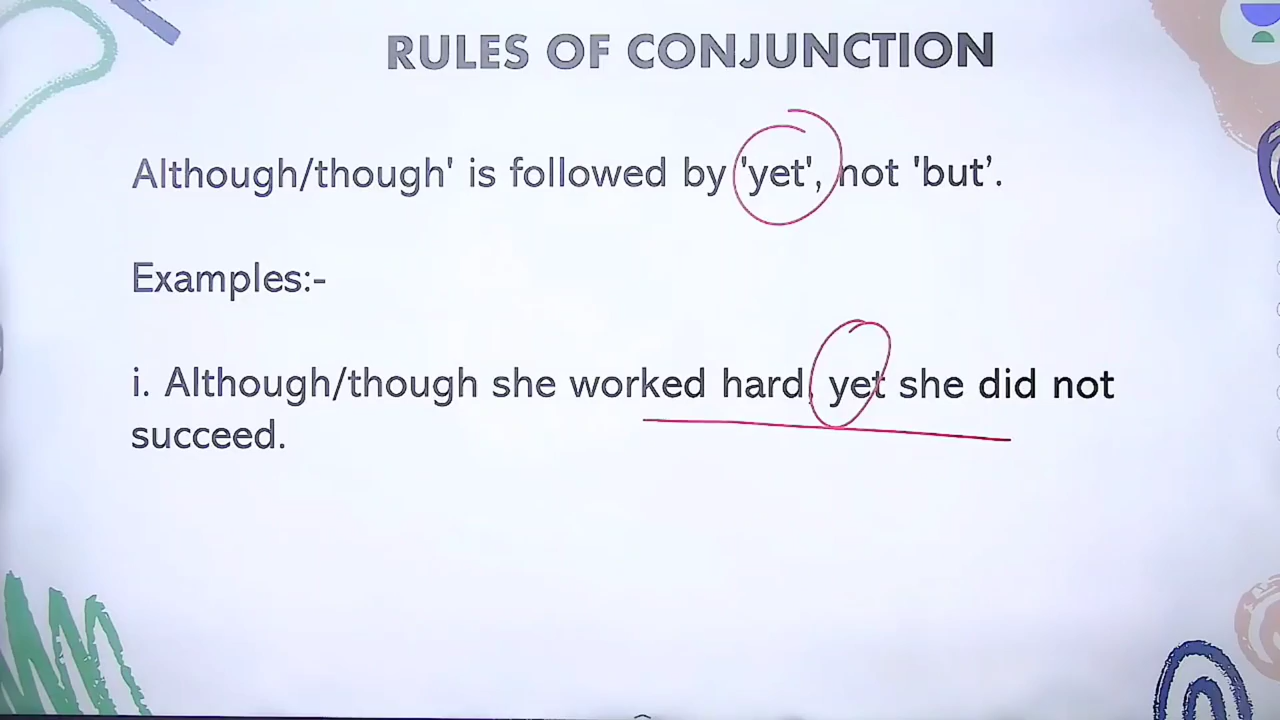 RULES OF CONJUNCTION
Although/though' is followed by 'yet', not 'but’.
Examples:-
i. Although/though she worked hard, yet she did not
succeed.